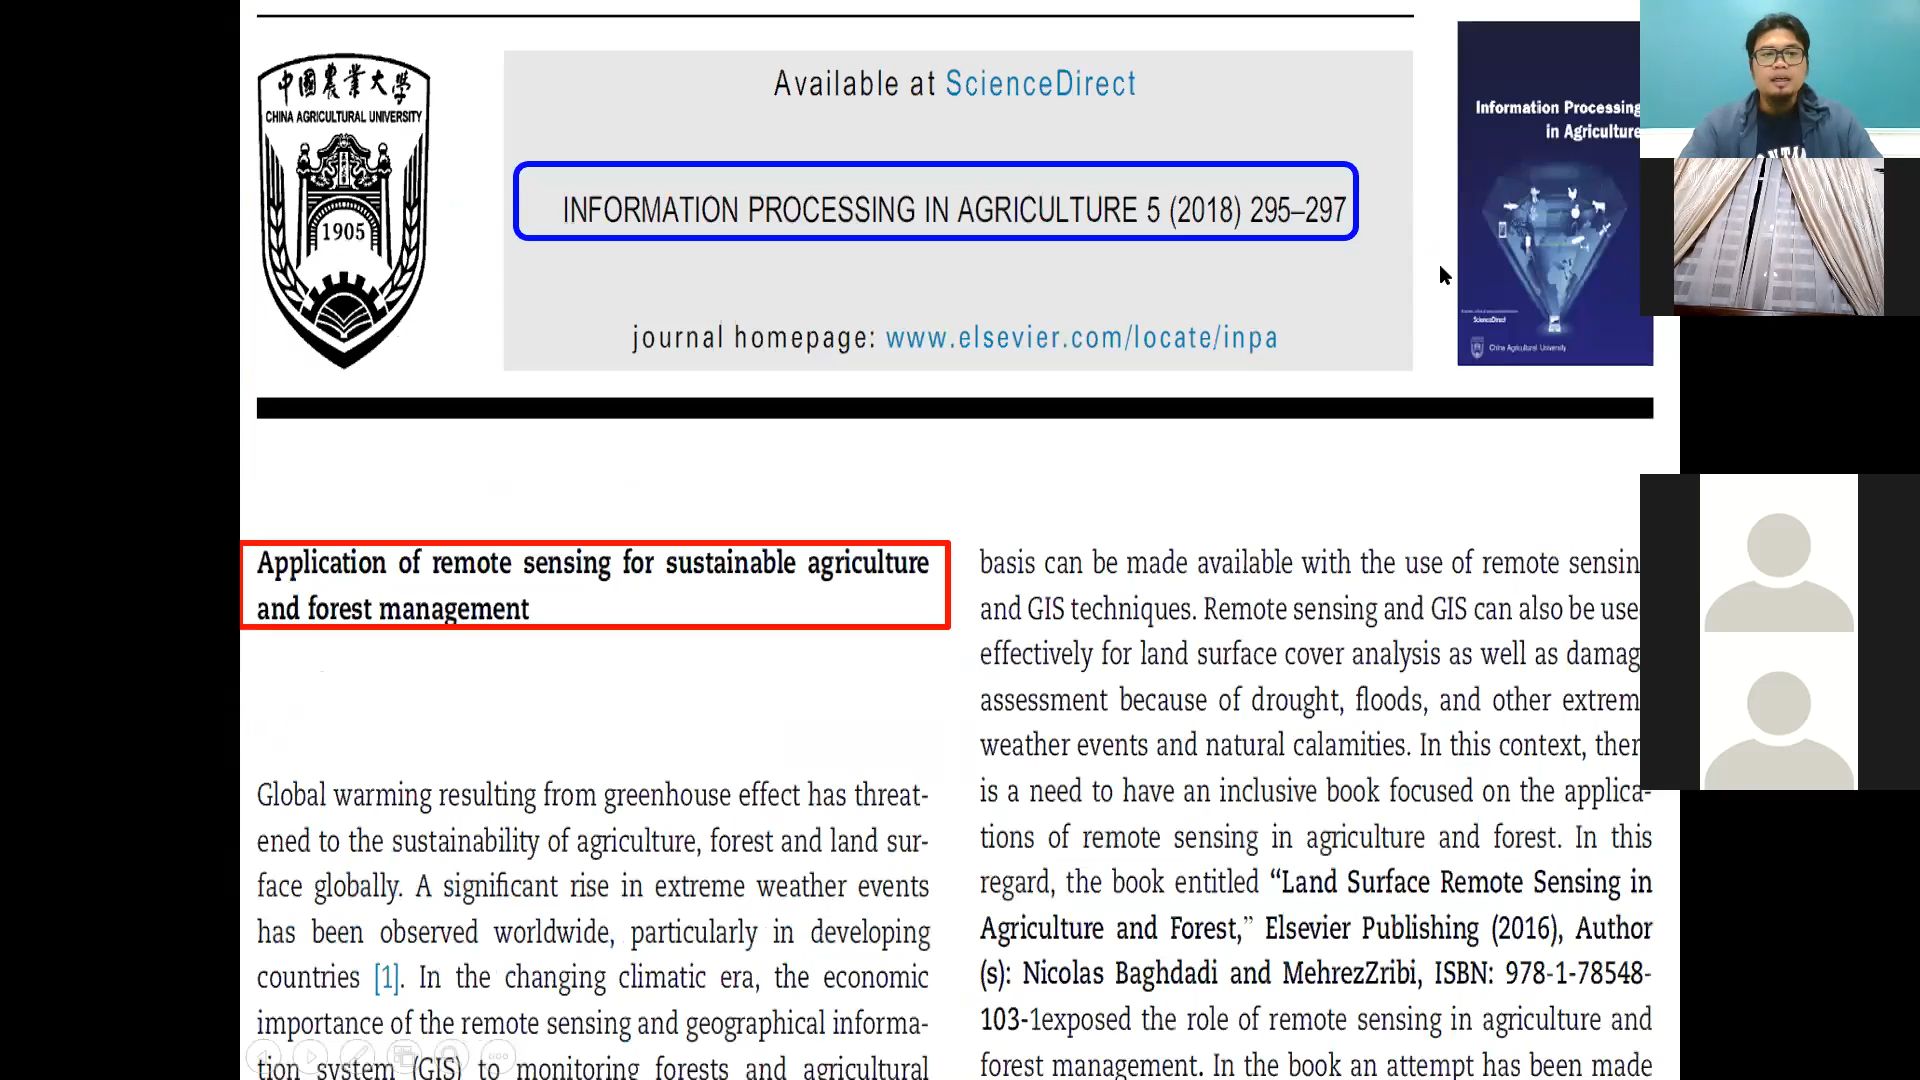 中国農業大学
CHINA AGRICULTURAL UNIVERSITY
1905
Available at ScienceDirect
INFORMATION PROCESSING IN AGRICULTURE 5 (2018) 295–297
journal homepage: www.elsevier.com/locate/inpa
Information Processing
in Agriculture
ScienceDirect
China Agricultural University
Application of remote sensing for sustainable agriculture
and forest management
Global warming resulting from greenhouse effect has threat-
ened to the sustainability of agriculture, forest and land sur-
face globally. A significant rise in extreme weather events
has been observed worldwide, particularly in developing
countries [1]. In the changing climatic era, the economic
importance of the remote sensing and geographical informa-
tion system (GIS) to monitoring forests and agricultural
basis can be made available with the use of remote sensin
and GIS techniques. Remote sensing and GIS can also be use
effectively for land surface cover analysis as well as damag
assessment because of drought, floods, and other extrem
weather events and natural calamities. In this context, ther
is a need to have an inclusive book focused on the applica-
tions of remote sensing in agriculture and forest. In this
regard, the book entitled “Land Surface Remote Sensing in
Agriculture and Forest,” Elsevier Publishing (2016), Author
(s): Nicolas Baghdadi and MehrezZribi, ISBN: 978-1-78548-
103-1exposed the role of remote sensing in agriculture and
forest management. In the book an attempt has been made